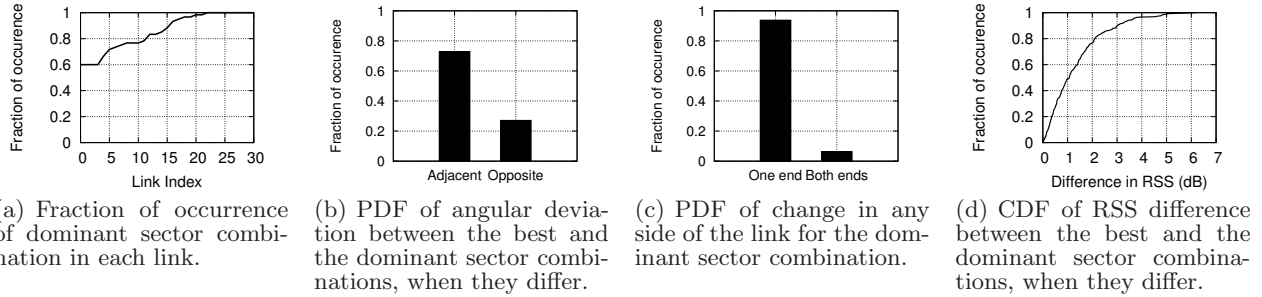 Fraction of occurence
1
0.8
0.6
0.4
0.2
0
0 5 10 15 20 25 30
Link Index
(a) Fraction of occurrence
of dominant sector combi-
nation in each link.
Fraction of occurence
1
0.8
0.6
0.4
0.2
0
Adjacent Opposite
(b) PDF of angular devia-
tion between the best and
the dominant sector combi-
nations, when they differ.
Fraction of occurence
1
0.8
0.6
0.4
0.2
0
One end Both ends
(c) PDF of change in any
side of the link for the dom-
inant sector combination.
Fraction of occurence
1
0.8
0.6
0.4
0.2
0
0 1 2 3 4 5 6 7
Difference in RSS (dB)
(d) CDF of RSS difference
between the best and the
dominant sector combina-
tions, when they differ.